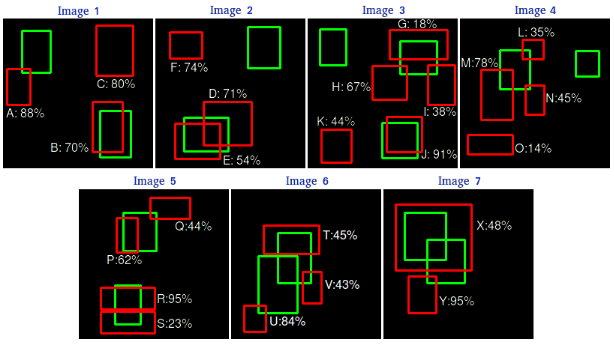 Image 1
Image 2
Image 3
Image 4
A: 88%
B: 70%
C: 80%
F: 74%
D: 71%
E: 54%
G: 18%
H: 67%
I: 38%
K: 44%
J: 91%
L: 35%
M:78%
N:45%
O:14%
Image 5
Image 6
Image 7
Q:44%
P:62%
R:95%
S:23%
T:45%
V:43%
U:84%
X:48%
Y:95%